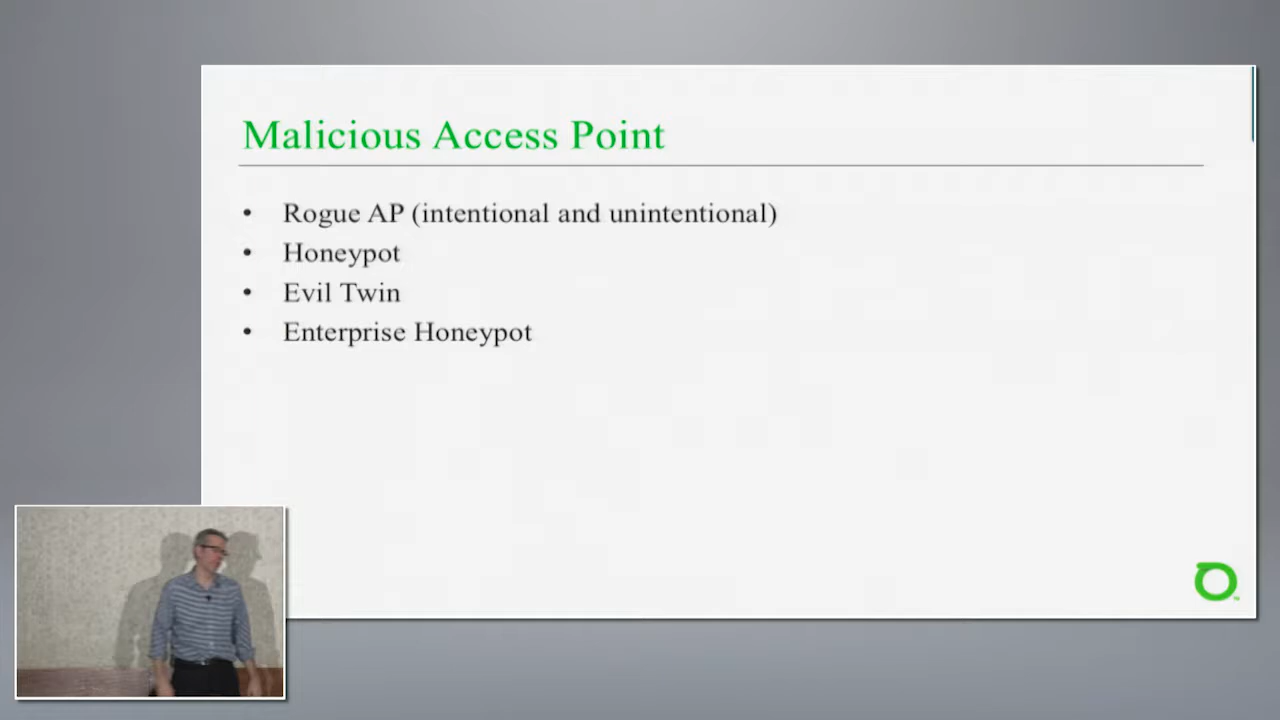 Malicious Access Point
• Rogue AP (intentional and unintentional)
• Honeypot
• Evil Twin
• Enterprise Honeypot